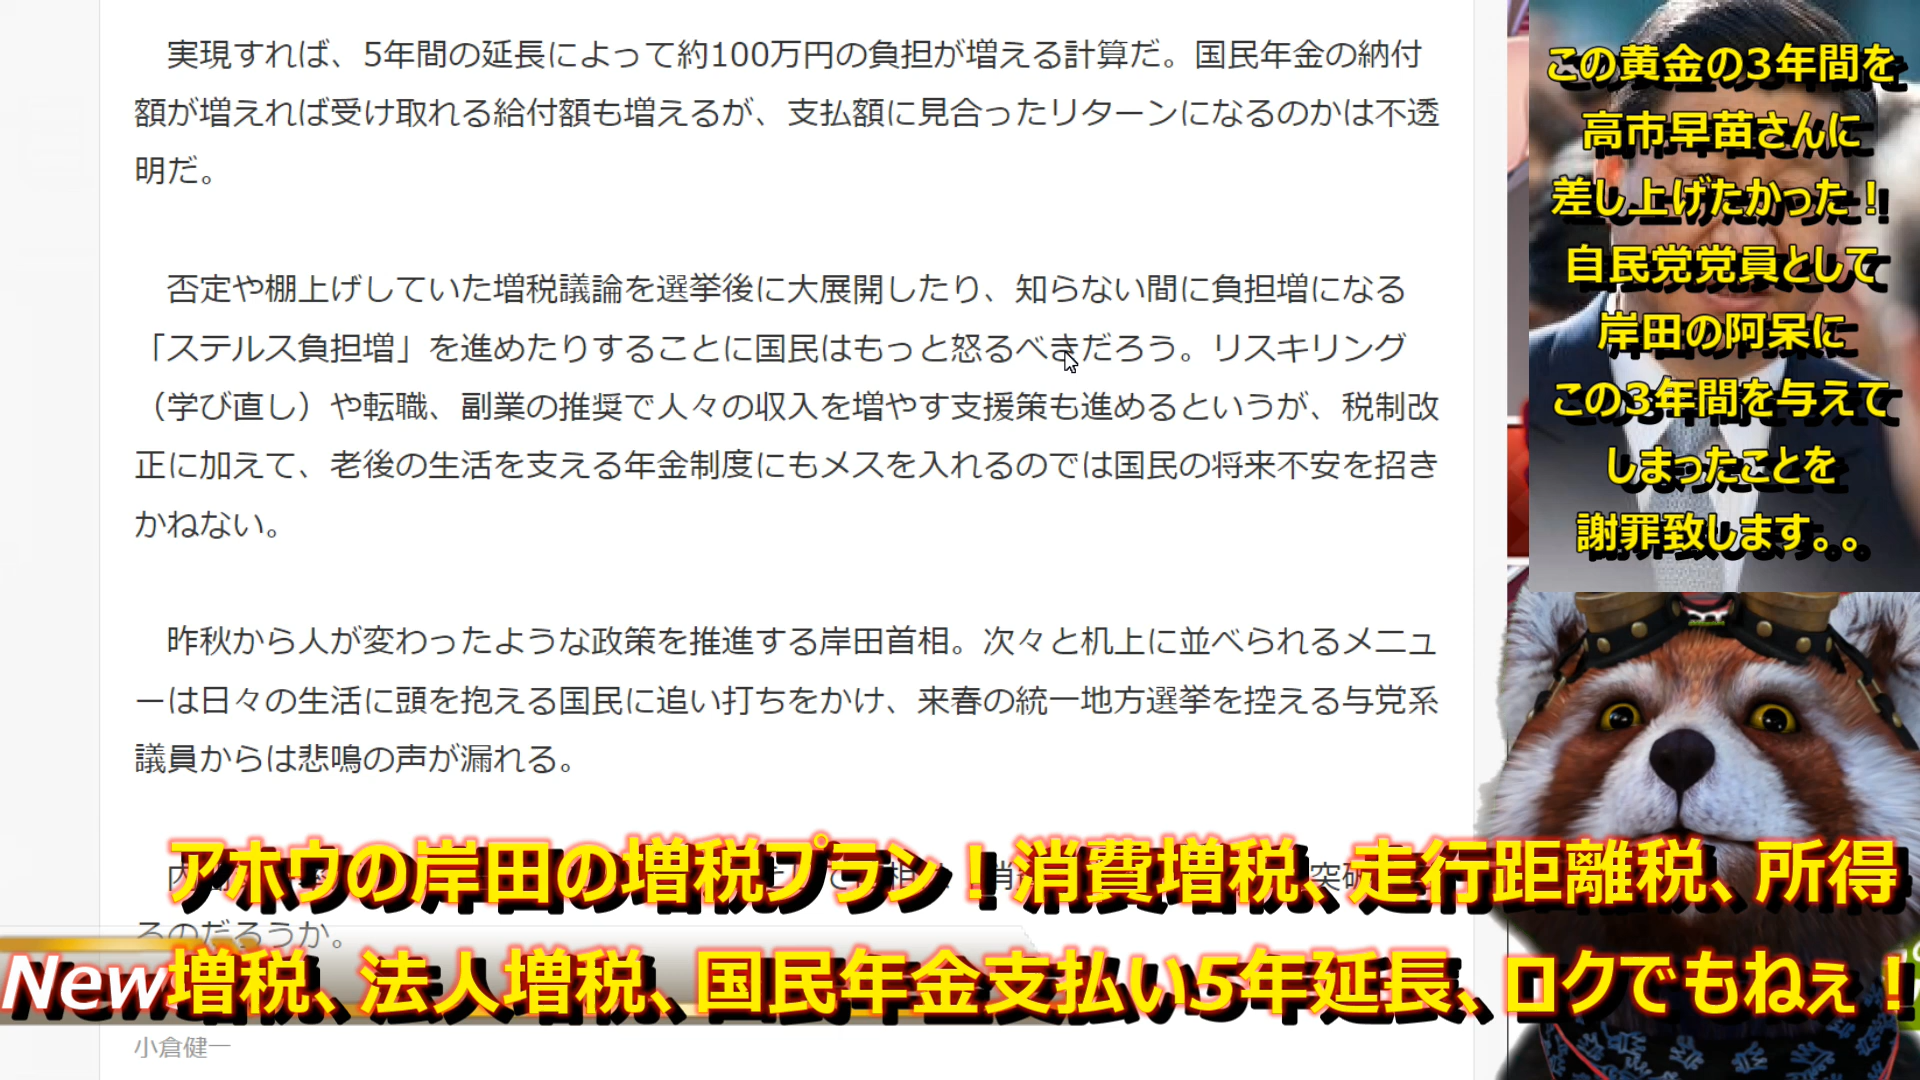 実現すれば、5年間の延長によって約100万円の負担が増える計算だ。国民年金の納付
額が増えれば受け取れる給付額も増えるが、支払額に見合ったリターンになるのかは不透
明だ。
否定や棚上げしていた増税議論を選挙後に大展開したり、知らない間に負担増になる
「ステルス負担増」を進めたりすることに国民はもっと怒るべきだろう。リスキリング
（学び直し）や転職、副業の推奨で人々の収入を増やす支援策も進めるというが、税制改
正に加えて、老後の生活を支える年金制度にもメスを入れるのでは国民の将来不安を招き
かねない。
昨秋から人が変わったような政策を推進する岸田首相。次々と机上に並べられるメニュ
ーは日々の生活に頭を抱える国民に追い打ちをかけ、来春の統一地方選挙を控える与党系
議員からは悲鳴の声が漏れる。
るのだろうか。
小倉健一
この黄金の3年間を
高市早苗さんに
差し上げたかった！
自民党党員として
岸田の阿呆に
この3年間を与えて
しまったことを
謝罪致します。。
アホウの岸田の増税プラン！消費増税、走行距離税、所得
New
増税、法人増税、国民年金支払い5年延長、ロクでもねぇ！